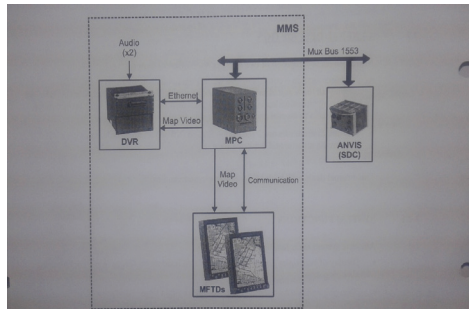 MMS
Audio
(x2)
Mux Bus 1553
Ethernet
Map Video
DVR
MPC
ANVIS
(SDC)
Map
Video
Communication
MFTDs